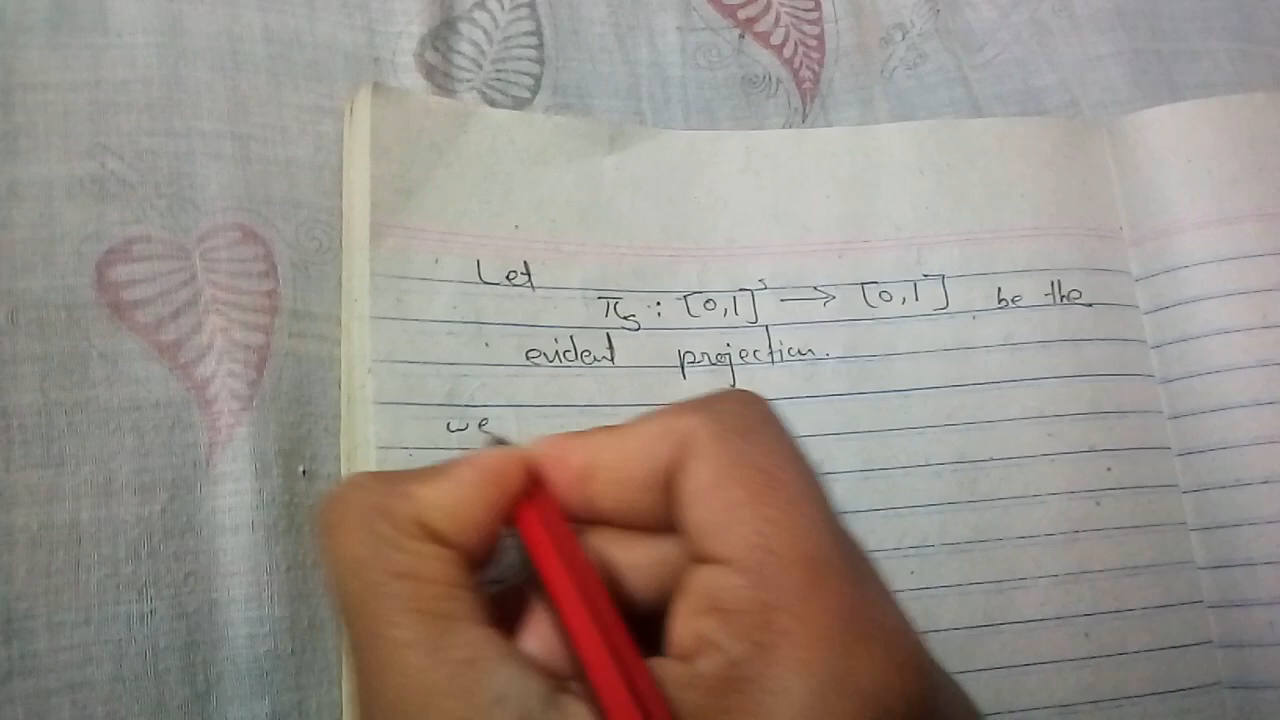 Let
π_s : [0,1]^s → [0,1] be the
evident projection.
we